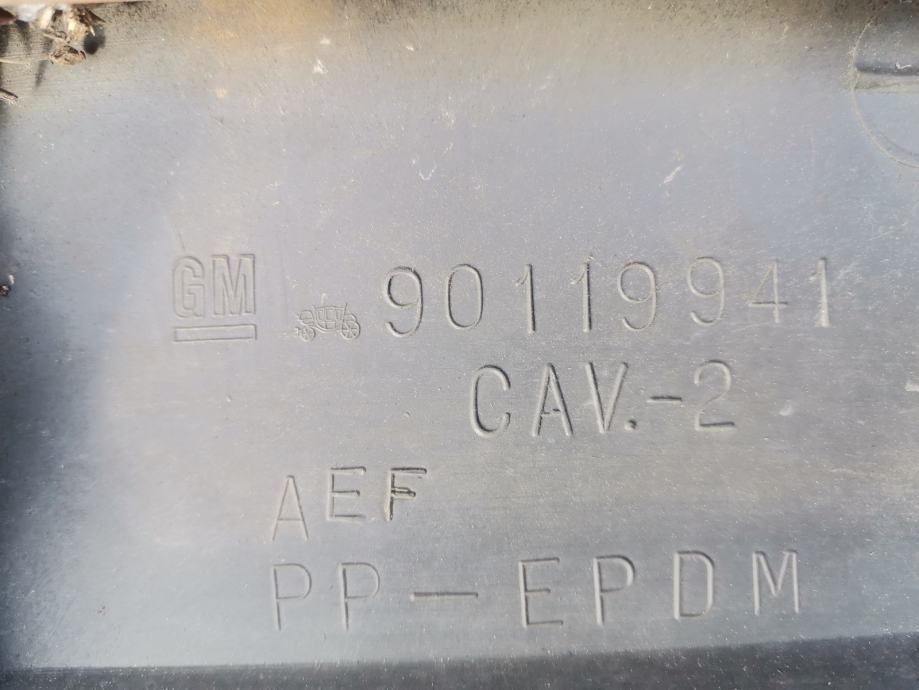 GM 90119941
CAV.-2
AEF
PP-EPDM